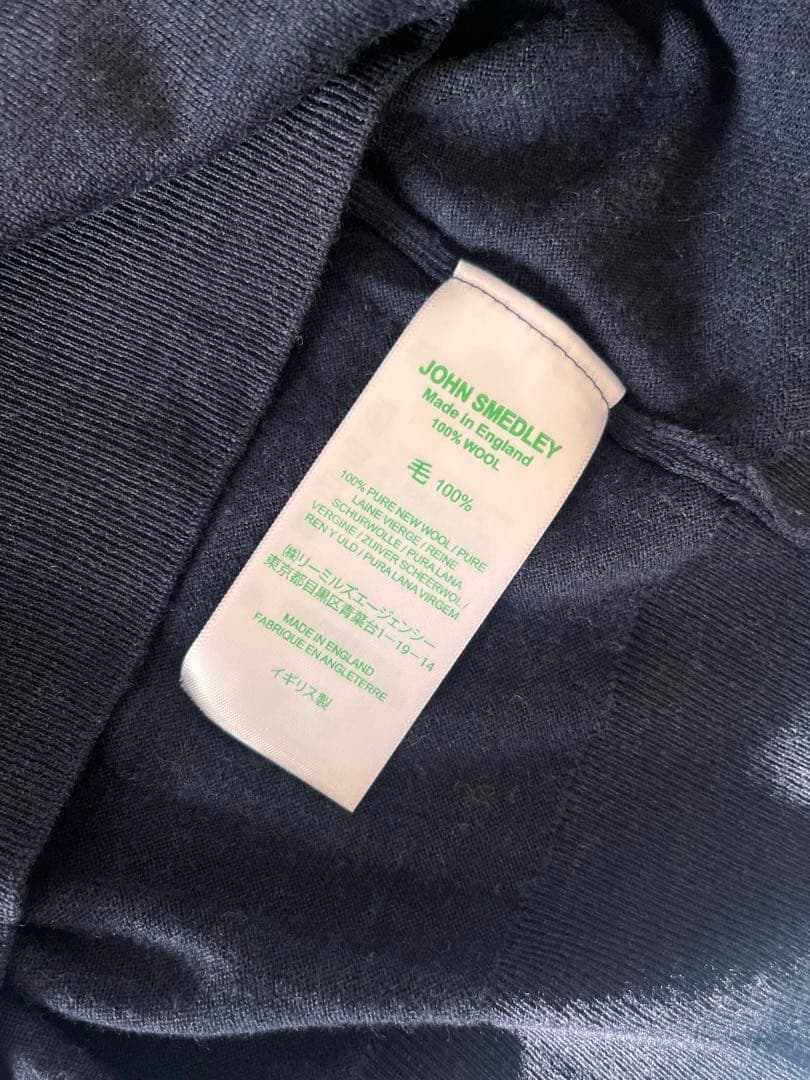 JOHN SMEDLEY
Made in England
100% WOOL
毛 100%
100% PURE NEW WOOL / PURE
LAINE VIERGE / REINE
SCHURWOLLE / PURA LANA
VERGINE / ZUIVER SCHEERWOL /
REN Y ULD / PURA LANA VIRGEM
㈱リーミルズエージェンシー
東京都目黒区青葉台1-19-14
MADE IN ENGLAND
FABRIQUE EN ANGLETERRE
イギリス製